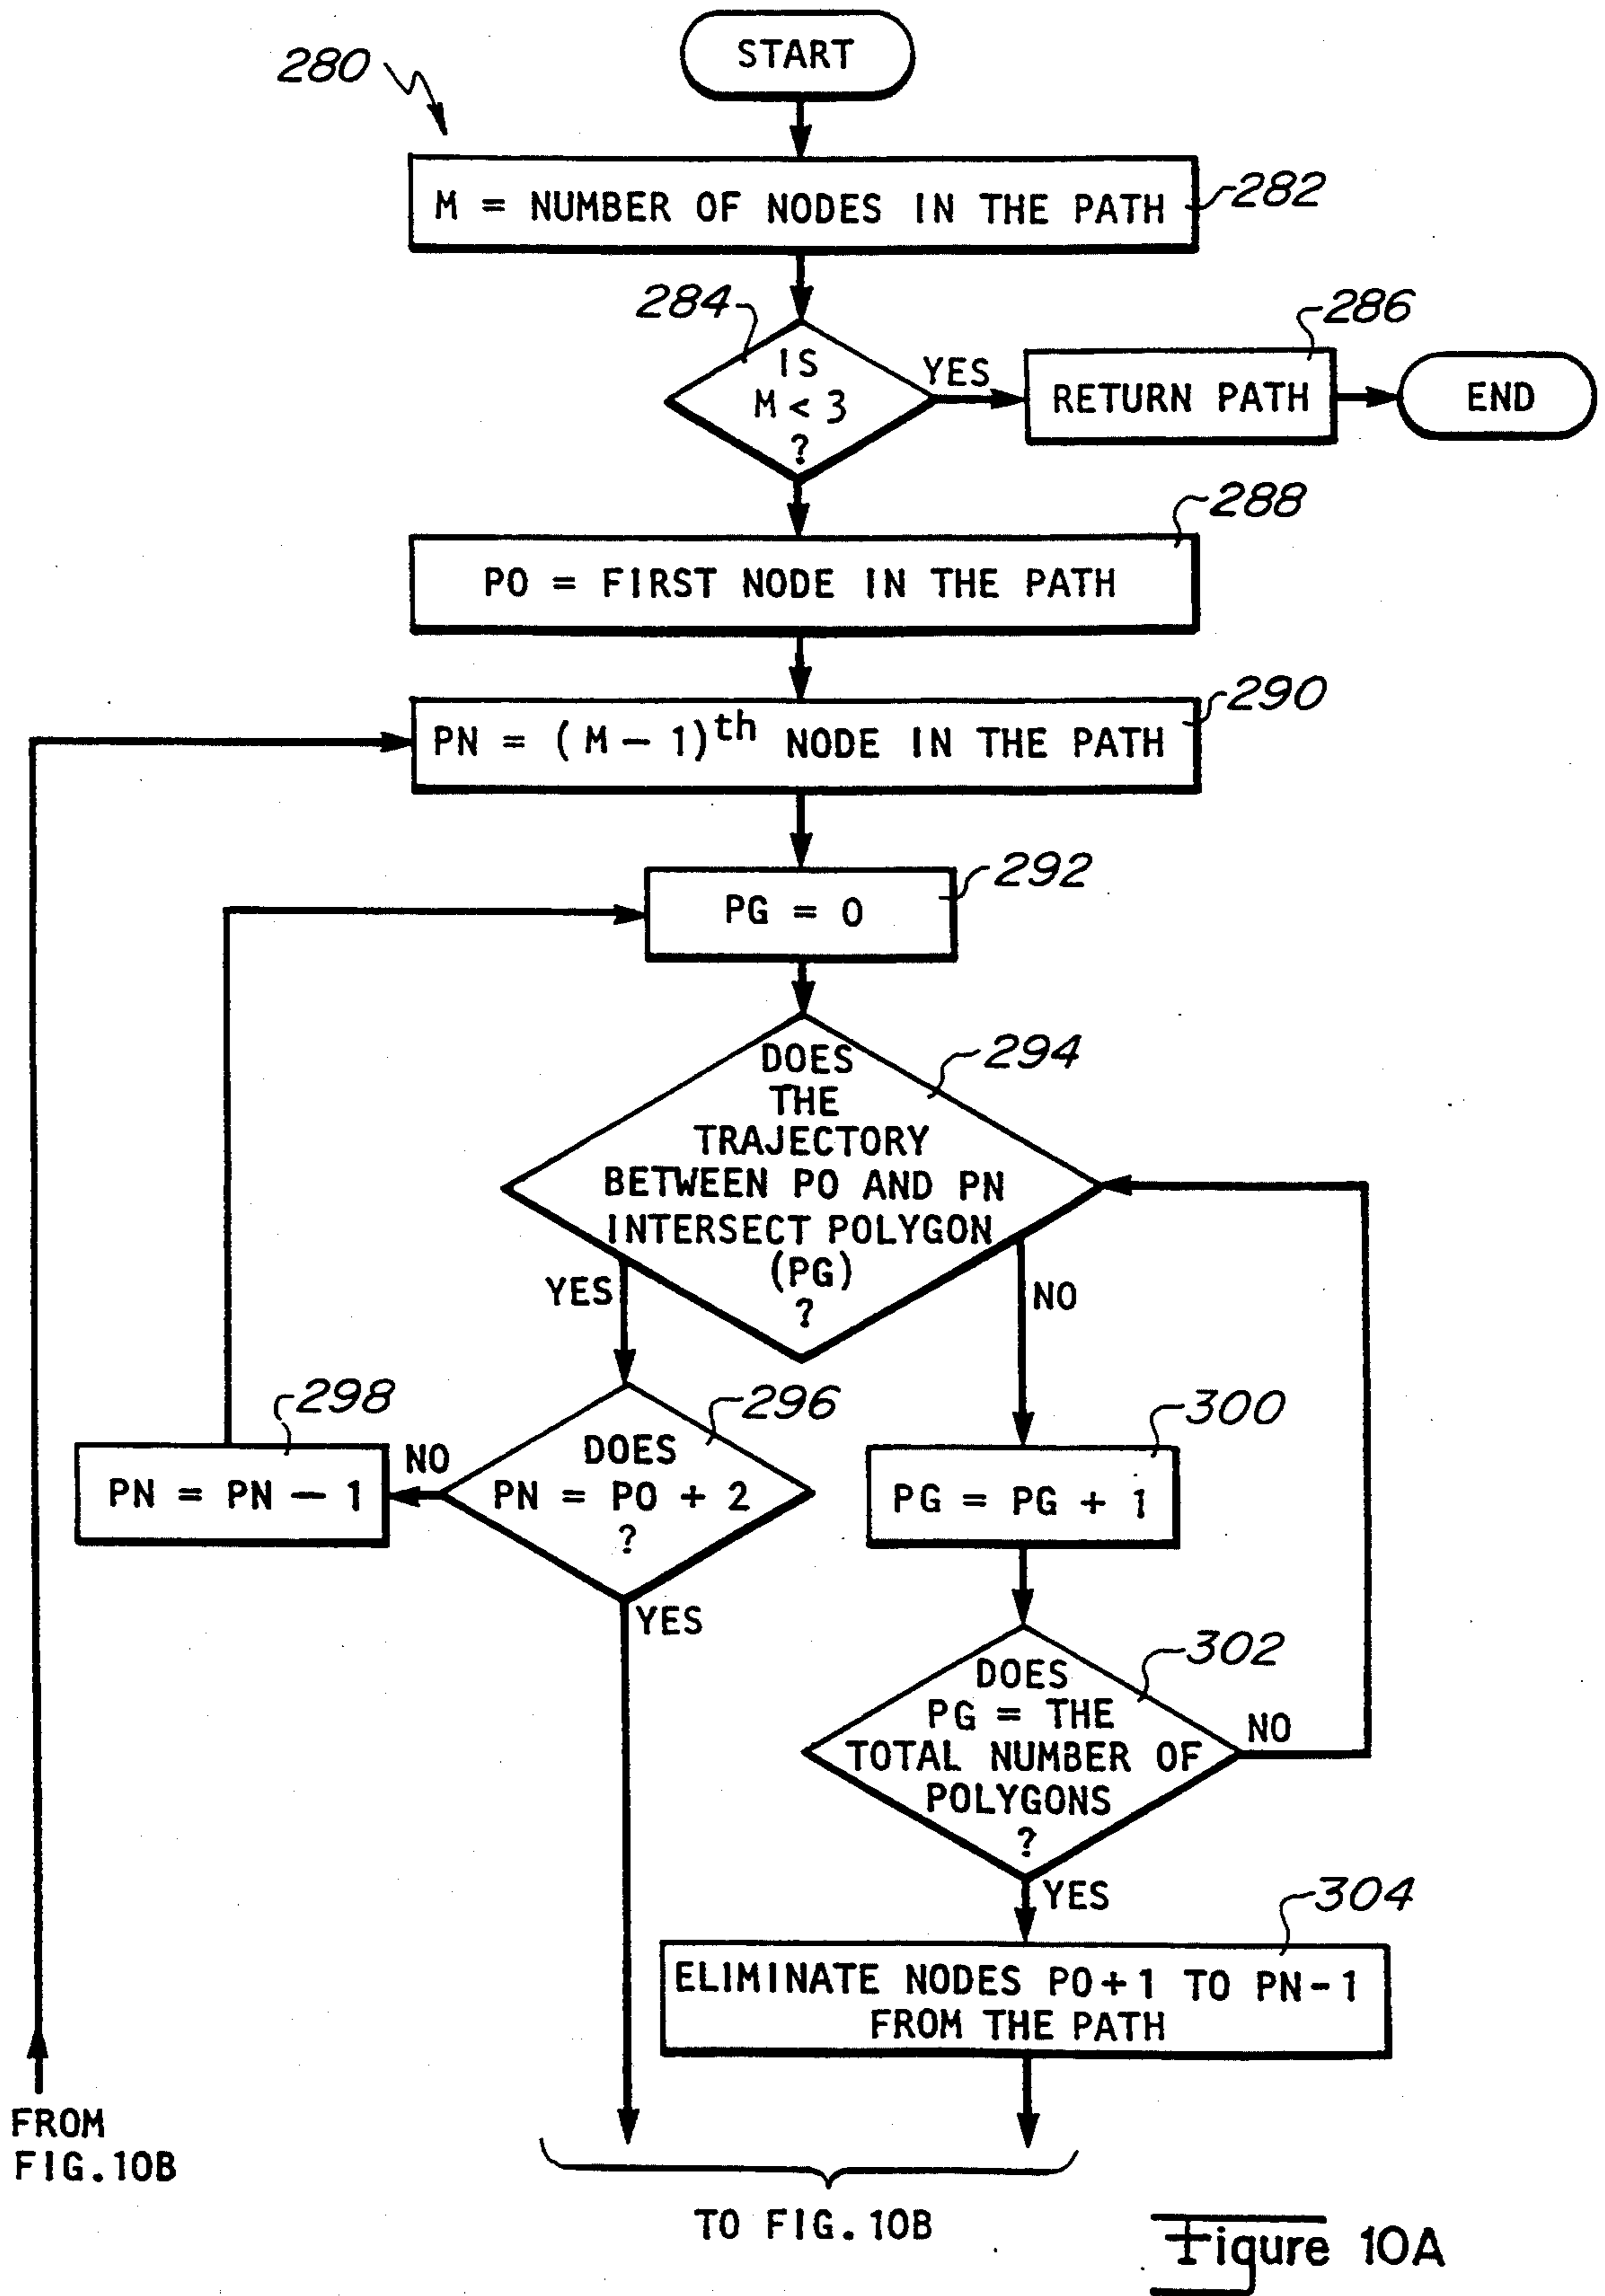 START
280
M = NUMBER OF NODES IN THE PATH
282
284
IS
M < 3
?
YES
286
RETURN PATH
END
288
PO = FIRST NODE IN THE PATH
290
PN = (M - 1)th NODE IN THE PATH
292
PG = 0
294
DOES
THE
TRAJECTORY
BETWEEN PO AND PN
INTERSECT POLYGON
(PG)
?
YES
NO
298
PN = PN - 1
NO
296
DOES
PN = PO + 2
?
YES
300
PG = PG + 1
302
DOES
PG = THE
TOTAL NUMBER OF
POLYGONS
?
NO
YES
304
ELIMINATE NODES PO+1 TO PN-1
FROM THE PATH
FROM
FIG.10B
TO FIG.10B
Figure 10A